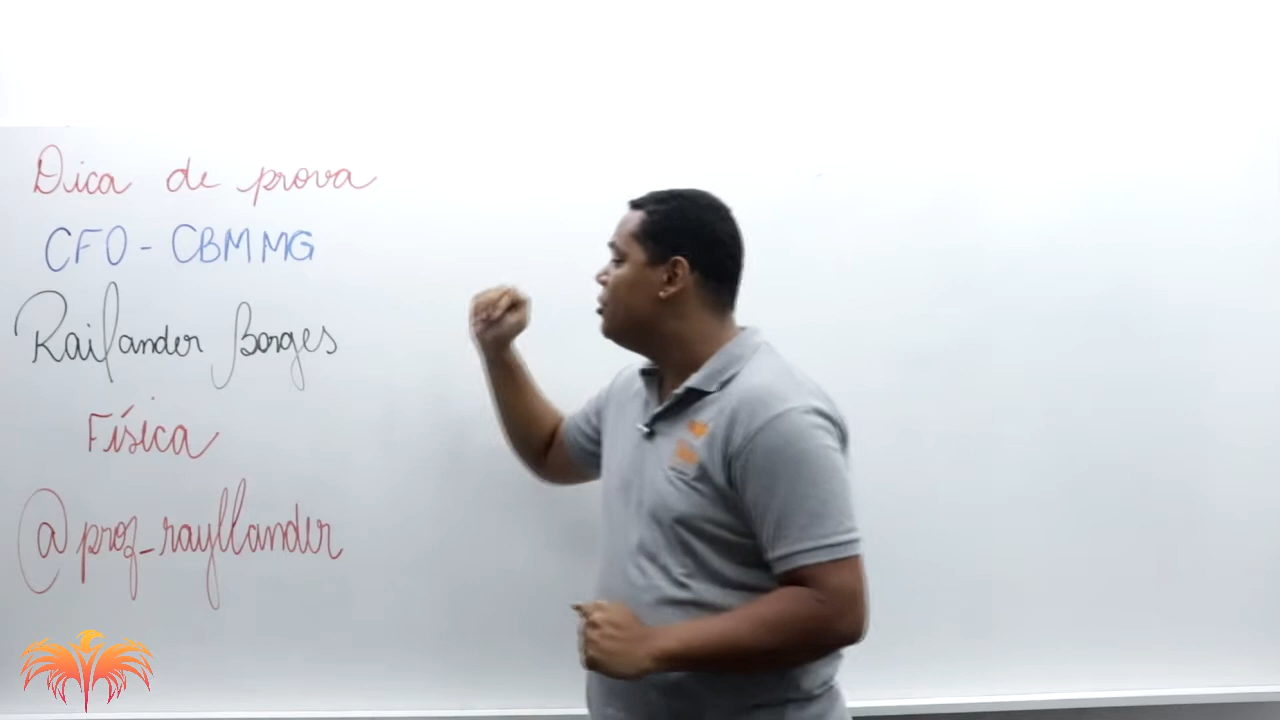 Dica de prova
CFO - CBMMG
Railander Borges
Física
@prof_rayllander